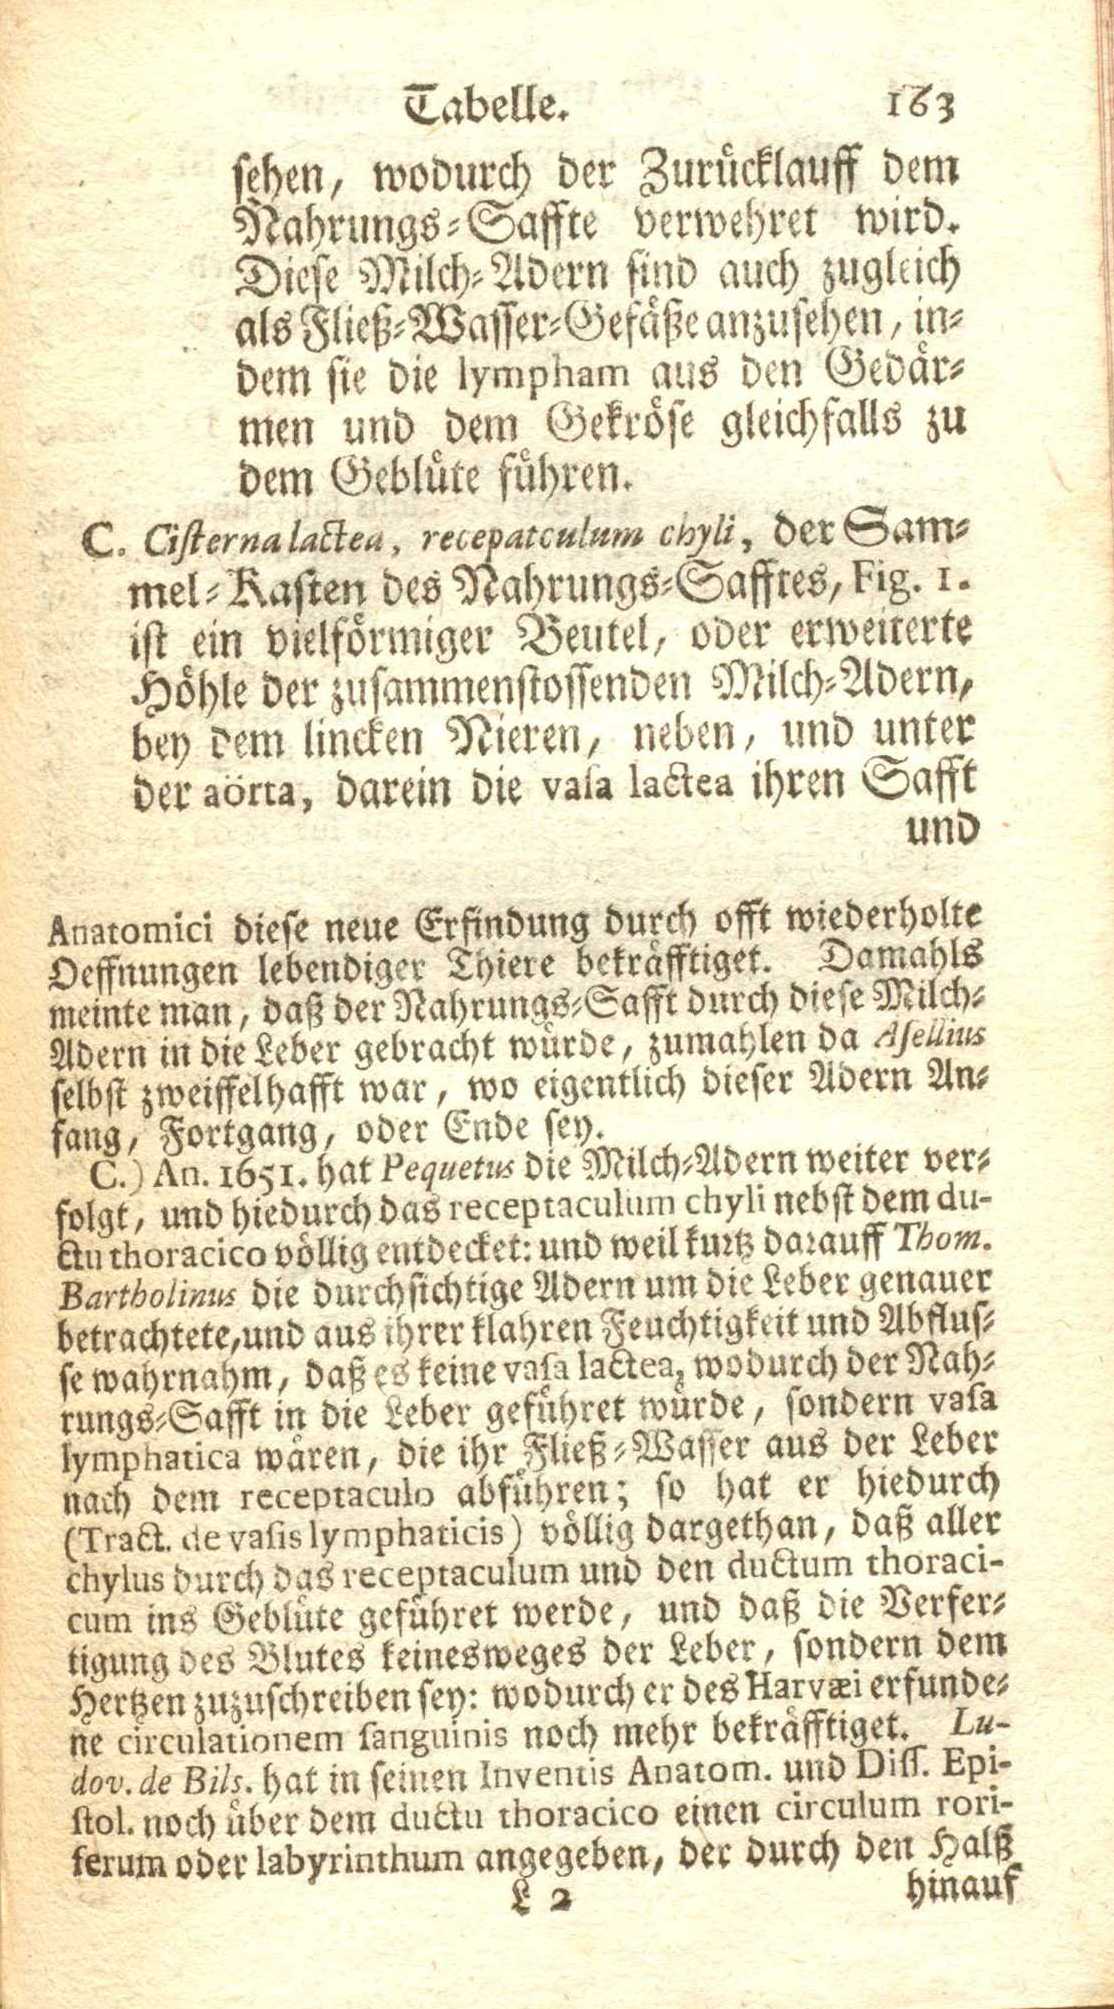 Tabelle. 163
sehen, wodurch der Zurücklauff dem
Nahrungs-Saffte verwehret wird.
Diese Milch-Adern sind auch zugleich
als Fließ-Wasser-Gefäße anzusehen, in-
dem sie die lympham aus den Gedär-
men und dem Gekröse gleichfalls zu
dem Geblüte führen.
C. Cisterna lactea, recepatculum chyli, der Sam-
mel-Kasten des Nahrungs-Safftes, Fig. 1.
ist ein vielförmiger Beutel, oder erweiterte
Höhle der zusammenstossenden Milch-Adern,
bey dem lincken Nieren, neben, und unter
der aörta, darein die vasa lactea ihren Safft
und
Anatomici diese neue Erfindung durch offt wiederholte
Oeffnungen lebendiger Thiere bekräfftiget. Damahls
meinte man, daß der Nahrungs-Safft durch diese Milch-
Adern in die Leber gebracht würde, zumahlen da Asellius
selbst zweiffelhafft war, wo eigentlich dieser Adern An-
fang, Fortgang, oder Ende sey.
C.) An. 1651. hat Pequetus die Milch-Adern weiter ver-
folgt, und hiedurch das receptaculum chyli nebst dem du-
ctu thoracico völlig entdecket: und weil kurtz darauff Thom.
Bartholinus die durchsichtige Adern um die Leber genauer
betrachtete, und aus ihrer klahren Feuchtigkeit und Abflus-
se wahrnahm, daß es keine vasa lactea, wodurch der Nah-
rungs-Safft in die Leber geführet würde, sondern vasa
lymphatica wären, die ihr Fließ-Wasser aus der Leber
nach dem receptaculo abführen; so hat er hiedurch
(Tract. de vasis lymphaticis) völlig dargethan, daß aller
chylus durch das receptaculum und den ductum thoraci-
cum ins Geblüte geführet werde, und daß die Verfer-
tigung des Blutes keinesweges der Leber, sondern dem
Hertzen zuzuschreiben sey: wodurch er des Harvæi erfunde-
ne circulationem sanguinis noch mehr bekräfftiget. Lu-
dov. de Bils. hat in seinen Inventis Anatom. und Diss. Epi-
stol. noch über dem ductu thoracico einen circulum rori-
ferum oder labyrinthum angegeben, der durch den Halß
L 2 hinauf